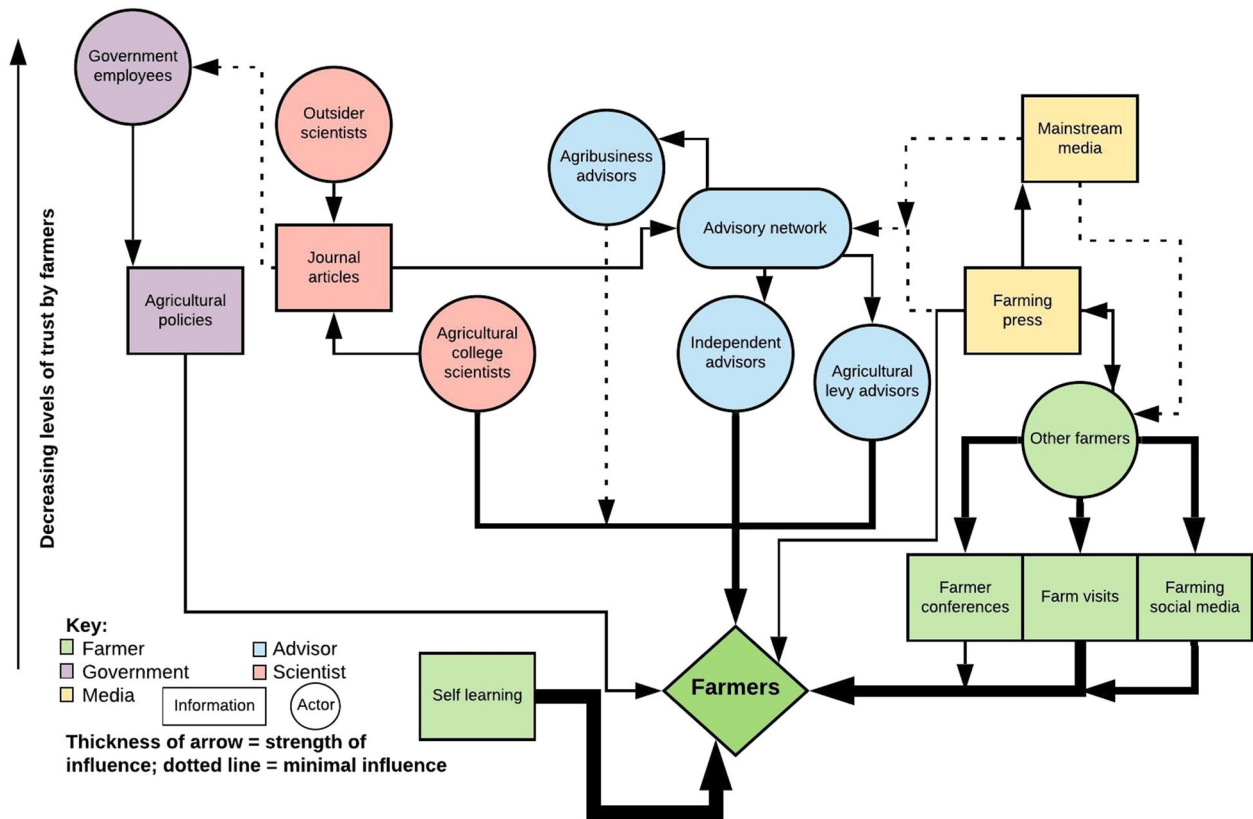 Decreasing levels of trust by farmers
Government
employees
Outsider
scientists
Agribusiness
advisors
Mainstream
media
Advisory network
Journal
articles
Agricultural
policies
Agricultural
college
scientists
Independent
advisors
Agricultural
levy advisors
Farming
press
Other farmers
Farmer
conferences
Farm visits
Farming
social media
Self learning
Farmers
Key:
Farmer
Advisor
Government
Scientist
Media
Information
Actor
Thickness of arrow = strength of
influence; dotted line = minimal influence